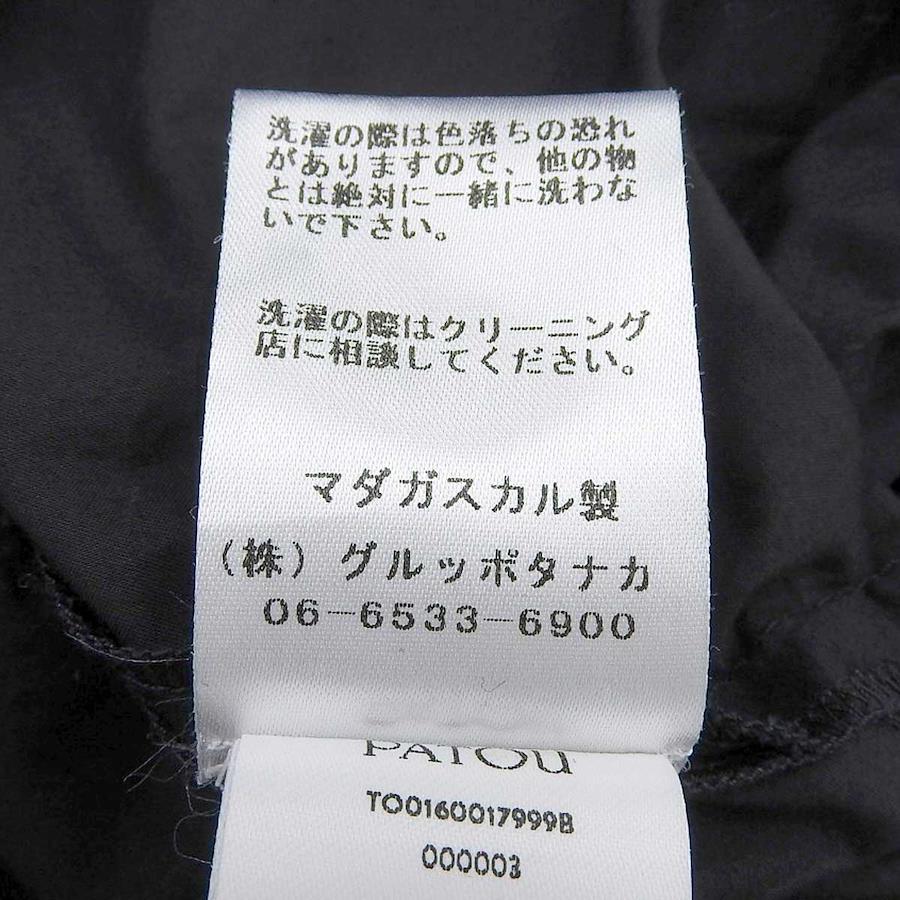 洗濯の際は色落ちの恐れ
がありますので、他の物
とは絶対に一緒に洗わな
いで下さい。
洗濯の際はクリーニング
店に相談してください。
マダガスカル製
（株）グルッポタナカ
06-6533-6900
PATOU
TO0160017999B
000003